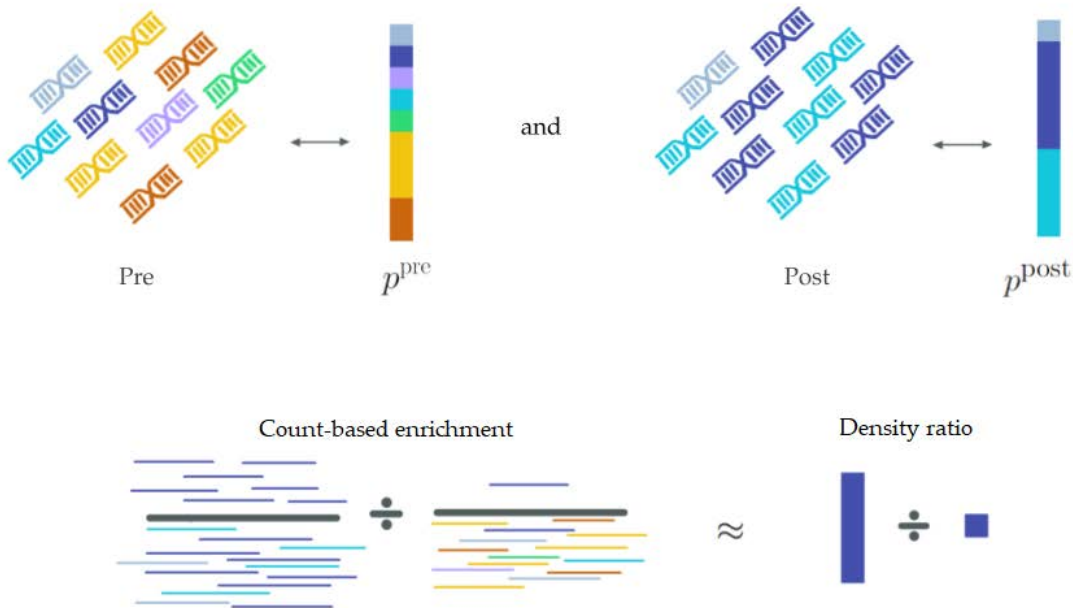 and
Pre
p^pre
Post
p^post
Count-based enrichment
Density ratio
÷
≈
÷